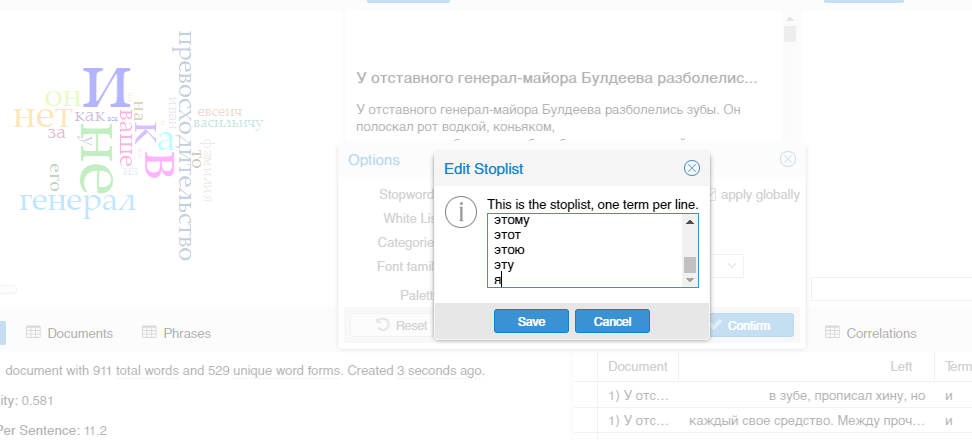 превосходительство
и
он
нет
как
за
на
ваше
не
к
а
в
у
за
иван
евсеич
васильичу
фамилия
то
из
его
генерал
У отставного генерал-майора Булдеева разболелис...
У отставного генерал-майора Булдеева разболелись зубы. Он
полоскал рот водкой, коньяком,
Options
Stopword
White Lis
Categorie
Font famil
Palett
apply globally
Reset
Confirm
Edit Stoplist
This is the stoplist, one term per line.
этому
этот
этою
эту
я
Save
Cancel
Documents
Phrases
Correlations
document with 911 total words and 529 unique word forms. Created 3 seconds ago.
ity: 0.581
Per Sentence: 11.2
Document Left Term
1) У отс... в зубе, прописал хину, но и
1) У отс... каждый свое средство. Между проч... и